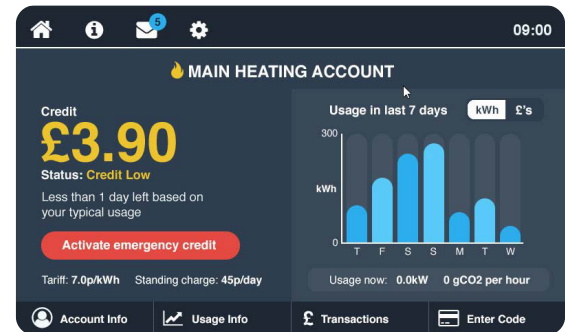 5
09:00
MAIN HEATING ACCOUNT
Credit
£3.90
Status: Credit Low
Less than 1 day left based on
your typical usage
Activate emergency credit
Tariff: 7.0p/kWh Standing charge: 45p/day
Usage in last 7 days kWh £'s
300
kWh
0
T F S S M T W
Usage now: 0.0kW 0 gCO2 per hour
Account Info Usage Info £ Transactions Enter Code